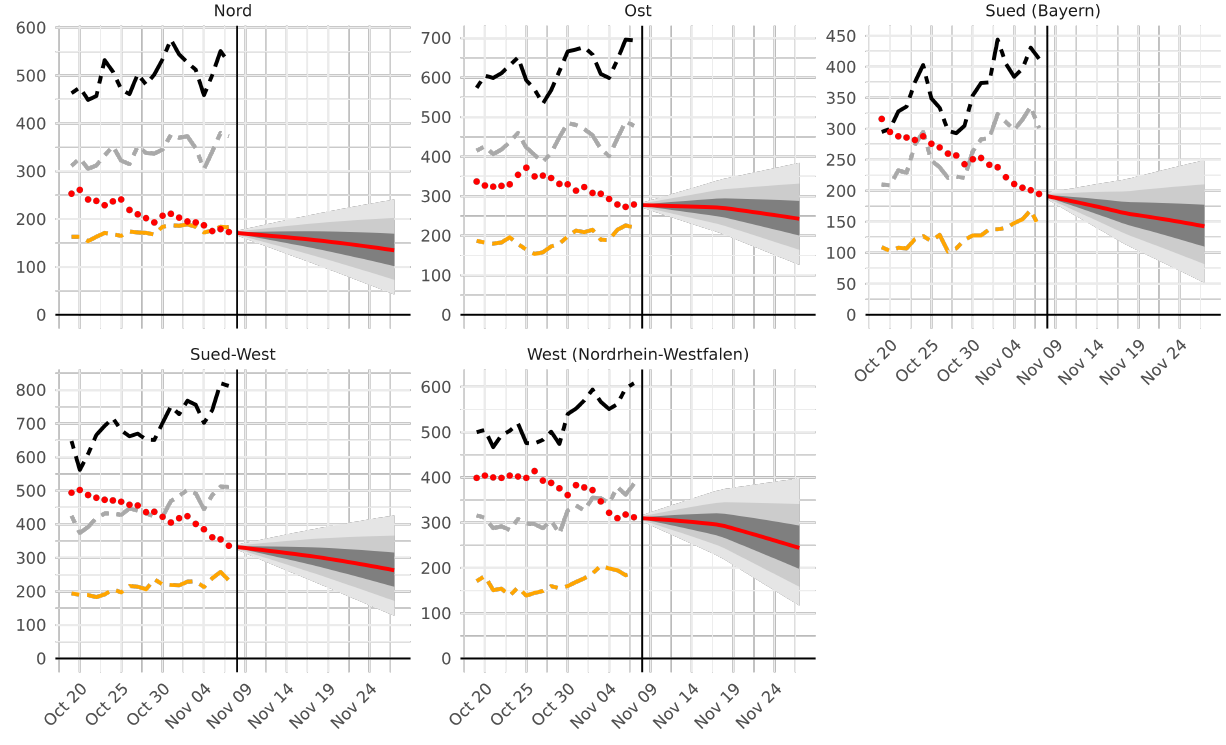 Nord
600
500
400
300
200
100
0
Ost
700
600
500
400
300
200
100
0
Sued (Bayern)
450
400
350
300
250
200
150
100
50
0
Oct 20
Oct 25
Oct 30
Nov 04
Nov 09
Nov 14
Nov 19
Nov 24
Sued-West
800
700
600
500
400
300
200
100
0
Oct 20
Oct 25
Oct 30
Nov 04
Nov 09
Nov 14
Nov 19
Nov 24
West (Nordrhein-Westfalen)
600
500
400
300
200
100
0
Oct 20
Oct 25
Oct 30
Nov 04
Nov 09
Nov 14
Nov 19
Nov 24